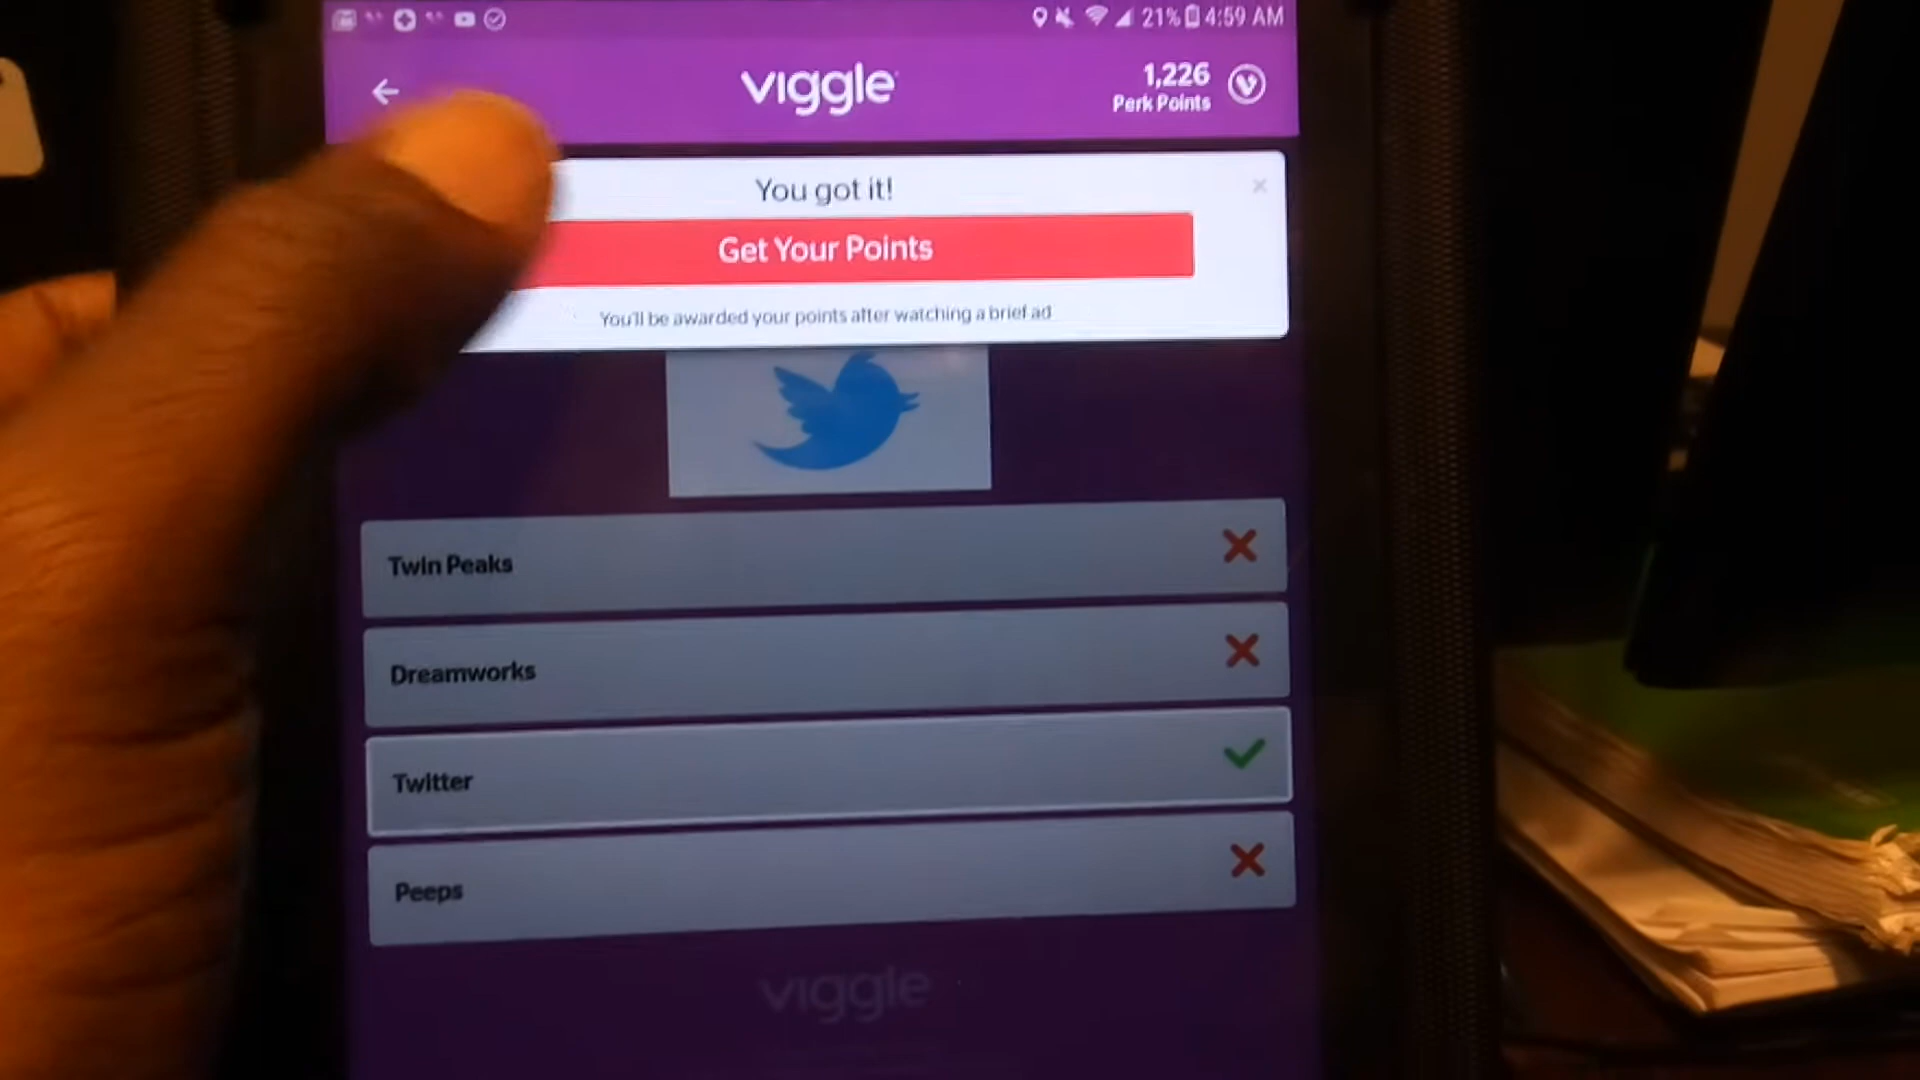 21% 4:59 AM
viggle
1,226
Perk Points
You got it!
Get Your Points
You'll be awarded your points after watching a brief ad
Twin Peaks
Dreamworks
Twitter
Peeps
viggle